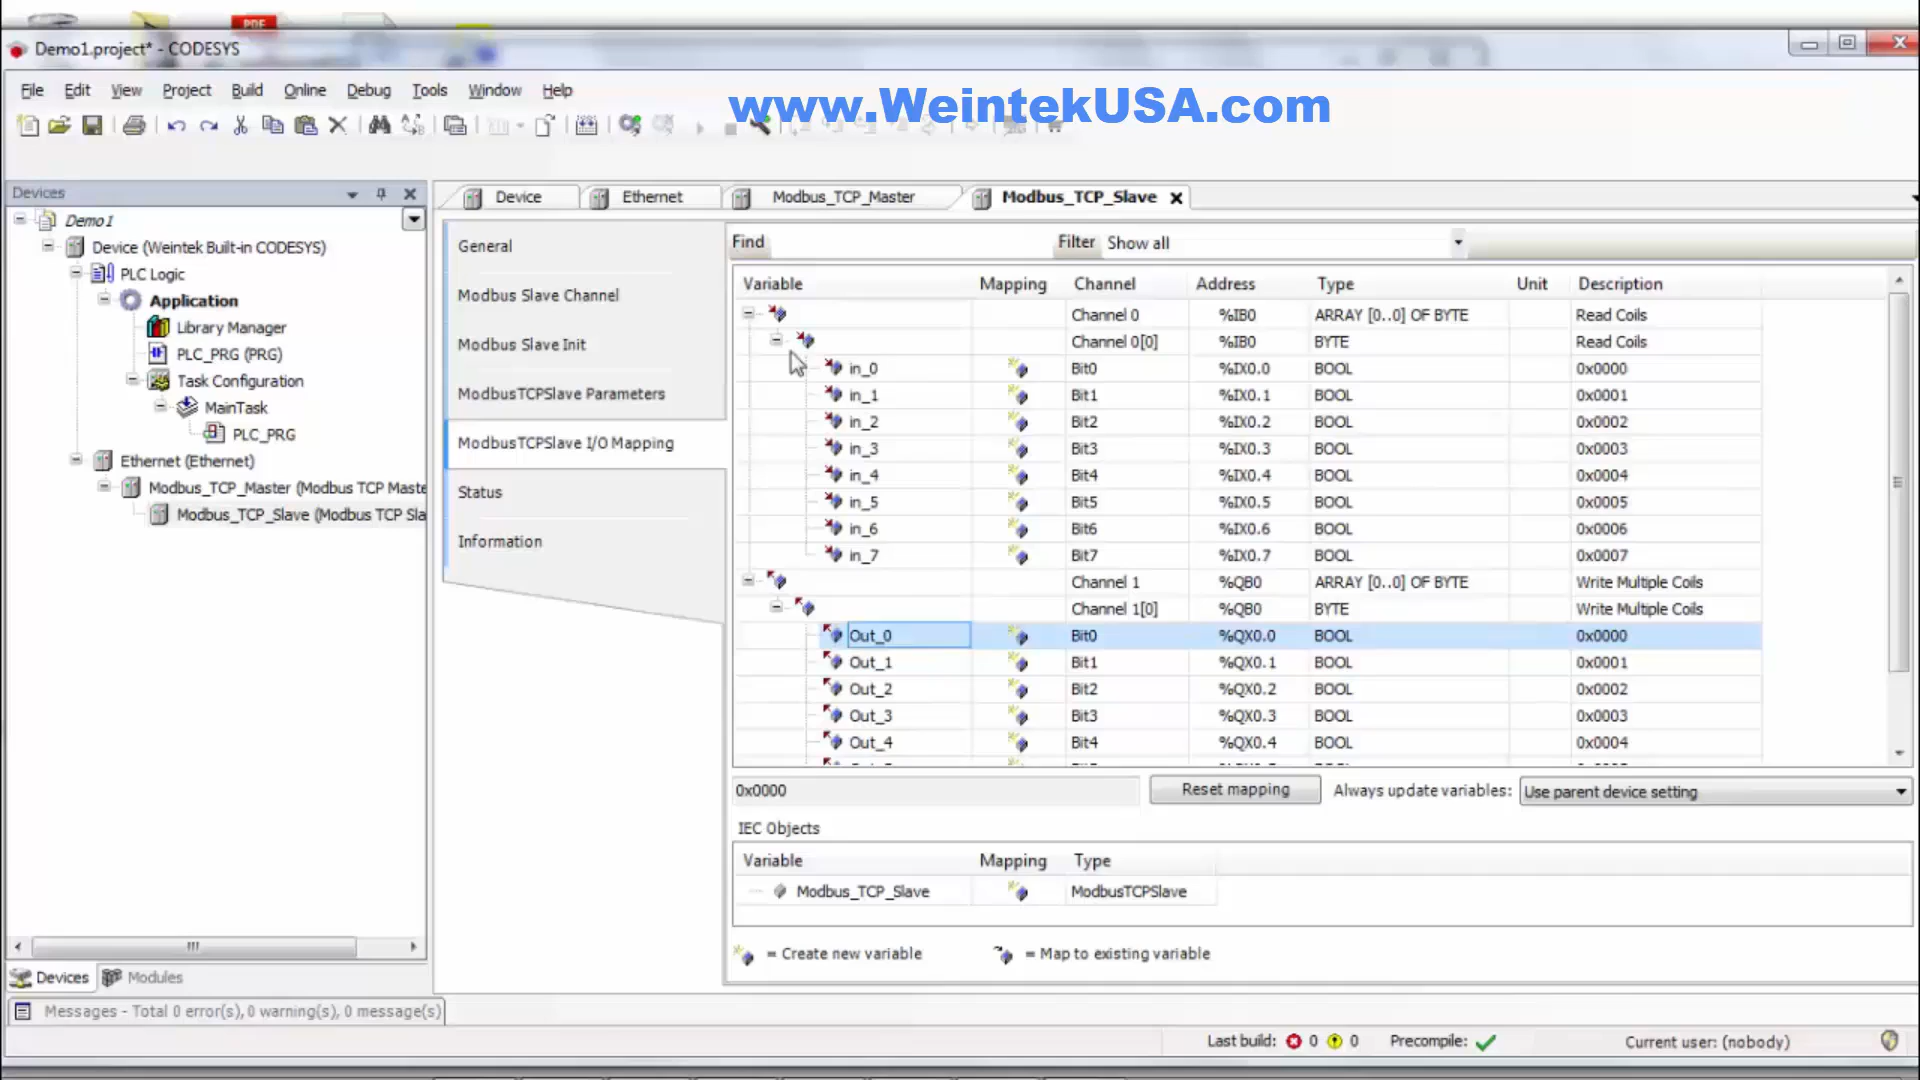 PDF
Demo1.project* - CODESYS
File Edit View Project Build Online Debug Tools Window Help
www.WeintekUSA.com
Devices
Demo1
Device (Weintek Built-in CODESYS)
PLC Logic
Application
Library Manager
PLC_PRG (PRG)
Task Configuration
MainTask
PLC_PRG
Ethernet (Ethernet)
Modbus_TCP_Master (Modbus TCP Maste
Modbus_TCP_Slave (Modbus TCP Sla
Devices Modules
Device Ethernet Modbus_TCP_Master Modbus_TCP_Slave
General
Modbus Slave Channel
Modbus Slave Init
ModbusTCPSlave Parameters
ModbusTCPSlave I/O Mapping
Status
Information
Find Filter Show all
Variable Mapping Channel Address Type Unit Description
Channel 0 %IB0 ARRAY [0..0] OF BYTE Read Coils
Channel 0[0] %IB0 BYTE Read Coils
in_0 Bit0 %IX0.0 BOOL 0x0000
in_1 Bit1 %IX0.1 BOOL 0x0001
in_2 Bit2 %IX0.2 BOOL 0x0002
in_3 Bit3 %IX0.3 BOOL 0x0003
in_4 Bit4 %IX0.4 BOOL 0x0004
in_5 Bit5 %IX0.5 BOOL 0x0005
in_6 Bit6 %IX0.6 BOOL 0x0006
in_7 Bit7 %IX0.7 BOOL 0x0007
Channel 1 %QB0 ARRAY [0..0] OF BYTE Write Multiple Coils
Channel 1[0] %QB0 BYTE Write Multiple Coils
Out_0 Bit0 %QX0.0 BOOL 0x0000
Out_1 Bit1 %QX0.1 BOOL 0x0001
Out_2 Bit2 %QX0.2 BOOL 0x0002
Out_3 Bit3 %QX0.3 BOOL 0x0003
Out_4 Bit4 %QX0.4 BOOL 0x0004
0x0000 Reset mapping Always update variables: Use parent device setting
IEC Objects
Variable Mapping Type
Modbus_TCP_Slave ModbusTCPSlave
= Create new variable = Map to existing variable
Messages - Total 0 error(s), 0 warning(s), 0 message(s)
Last build: 0 0 Precompile: Current user: (nobody)